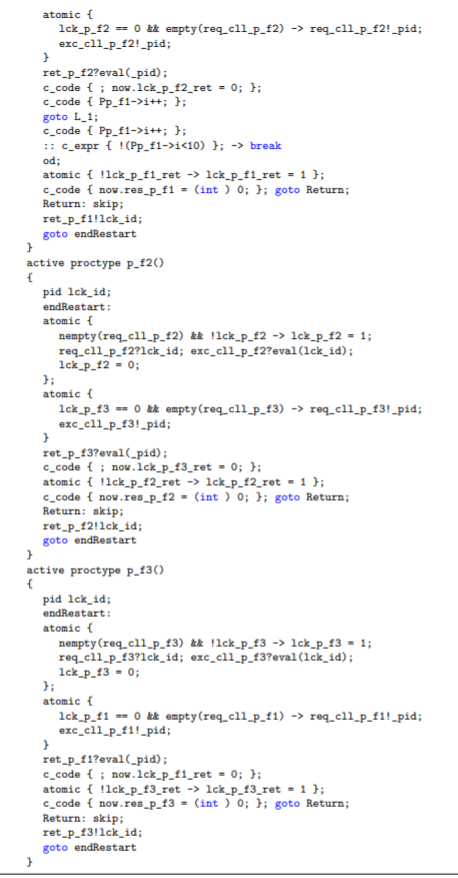 atomic {
lck_p_f2 == 0 && empty(req_cll_p_f2) -> req_cll_p_f2!_pid;
exc_cll_p_f2!_pid;
}
ret_p_f2?eval(_pid);
c_code { ; now.lck_p_f2_ret = 0; };
c_code { Pp_f1->i++; };
goto L_1;
c_code { Pp_f1->i++; };
:: c_expr { !(Pp_f1->i<10) }; -> break
od;
atomic { !lck_p_f1_ret -> lck_p_f1_ret = 1 };
c_code { now.res_p_f1 = (int ) 0; }; goto Return;
Return: skip;
ret_p_f1!lck_id;
goto endRestart
}
active proctype p_f2()
{
pid lck_id;
endRestart:
atomic {
nempty(req_cll_p_f2) && !lck_p_f2 -> lck_p_f2 = 1;
req_cll_p_f2?lck_id; exc_cll_p_f2?eval(lck_id);
lck_p_f2 = 0;
};
atomic {
lck_p_f3 == 0 && empty(req_cll_p_f3) -> req_cll_p_f3!_pid;
exc_cll_p_f3!_pid;
}
ret_p_f3?eval(_pid);
c_code { ; now.lck_p_f3_ret = 0; };
atomic { !lck_p_f2_ret -> lck_p_f2_ret = 1 };
c_code { now.res_p_f2 = (int ) 0; }; goto Return;
Return: skip;
ret_p_f2!lck_id;
goto endRestart
}
active proctype p_f3()
{
pid lck_id;
endRestart:
atomic {
nempty(req_cll_p_f3) && !lck_p_f3 -> lck_p_f3 = 1;
req_cll_p_f3?lck_id; exc_cll_p_f3?eval(lck_id);
lck_p_f3 = 0;
};
atomic {
lck_p_f1 == 0 && empty(req_cll_p_f1) -> req_cll_p_f1!_pid;
exc_cll_p_f1!_pid;
}
ret_p_f1?eval(_pid);
c_code { ; now.lck_p_f1_ret = 0; };
atomic { !lck_p_f3_ret -> lck_p_f3_ret = 1 };
c_code { now.res_p_f3 = (int ) 0; }; goto Return;
Return: skip;
ret_p_f3!lck_id;
goto endRestart
}